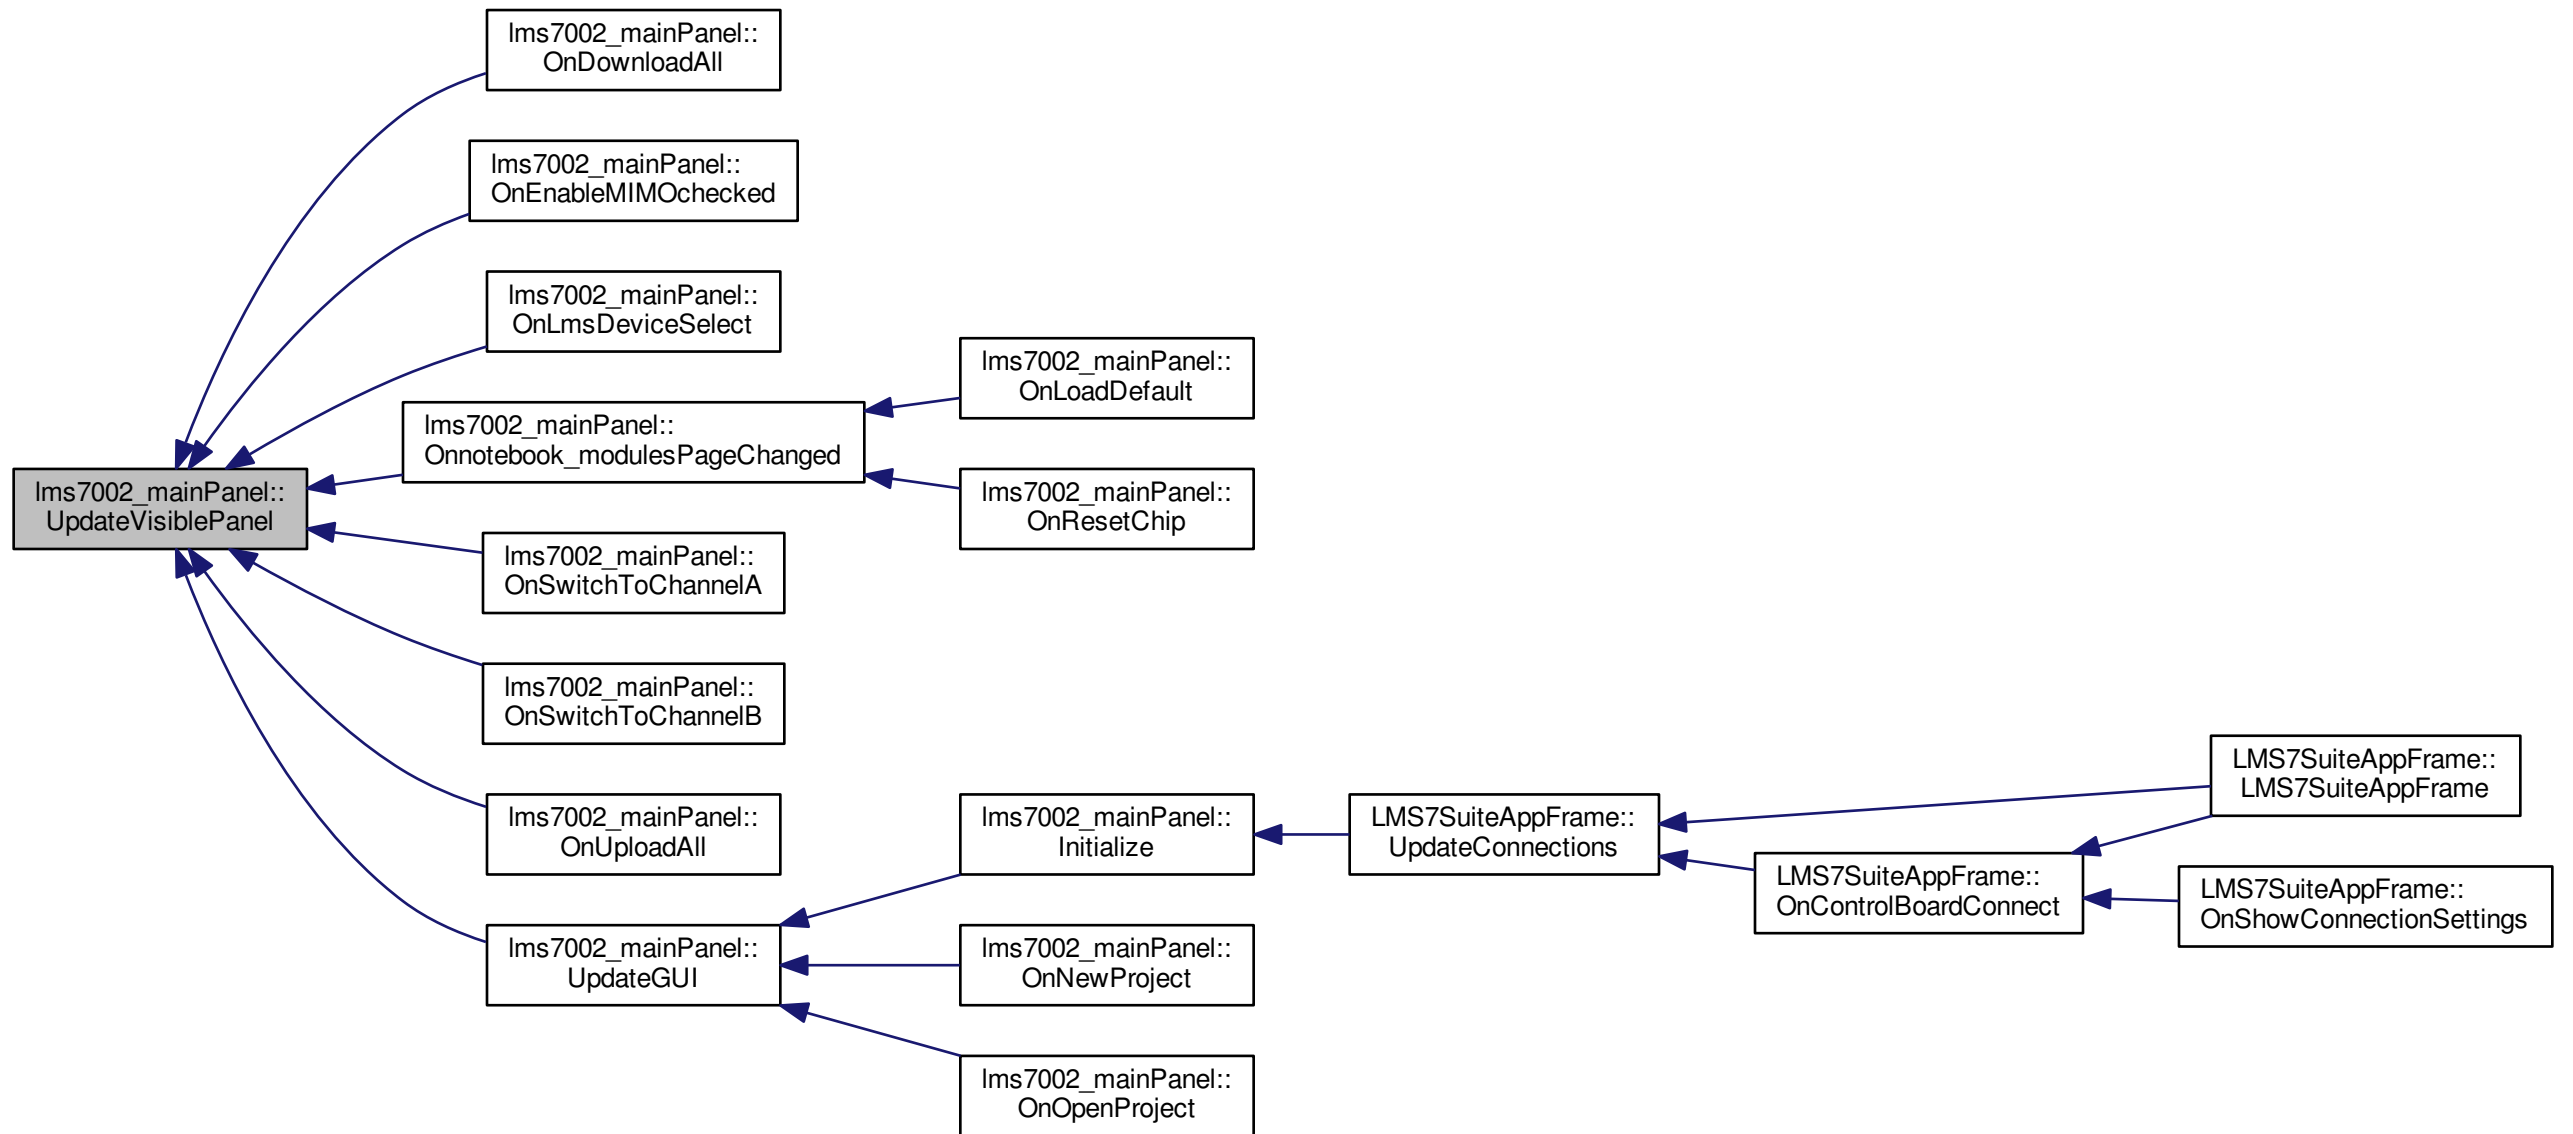 lms7002_mainPanel::
OnDownloadAll
lms7002_mainPanel::
OnEnableMIMOchecked
lms7002_mainPanel::
OnLmsDeviceSelect
lms7002_mainPanel::
OnLoadDefault
lms7002_mainPanel::
Onnotebook_modulesPageChanged
lms7002_mainPanel::
UpdateVisiblePanel
lms7002_mainPanel::
OnResetChip
lms7002_mainPanel::
OnSwitchToChannelA
lms7002_mainPanel::
OnSwitchToChannelB
LMS7SuiteAppFrame::
LMS7SuiteAppFrame
lms7002_mainPanel::
OnUploadAll
lms7002_mainPanel::
Initialize
LMS7SuiteAppFrame::
UpdateConnections
LMS7SuiteAppFrame::
OnControlBoardConnect
LMS7SuiteAppFrame::
OnShowConnectionSettings
lms7002_mainPanel::
UpdateGUI
lms7002_mainPanel::
OnNewProject
lms7002_mainPanel::
OnOpenProject